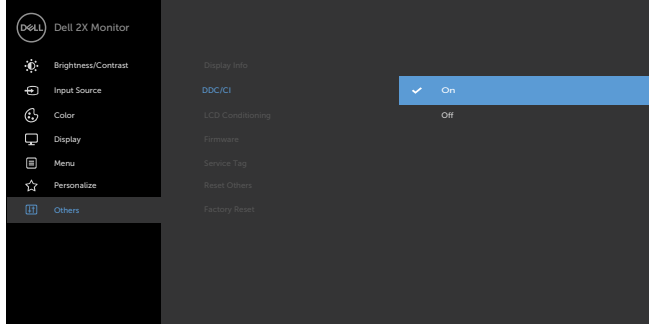 DELL
Dell 2X Monitor
Brightness/Contrast
Input Source
Color
Display
Menu
Personalize
Others
Display Info
DDC/CI
LCD Conditioning
Firmware
Service Tag
Reset Others
Factory Reset
On
Off